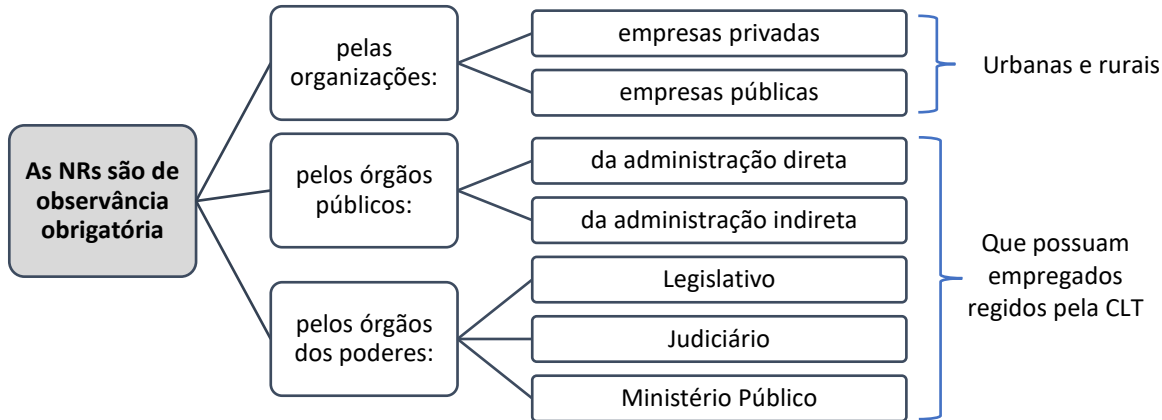 As NRs são de
observância
obrigatória
pelas
organizações:
empresas privadas
empresas públicas
Urbanas e rurais
pelos órgãos
públicos:
da administração direta
da administração indireta
pelos órgãos
dos poderes:
Legislativo
Judiciário
Ministério Público
Que possuam
empregados
regidos pela CLT